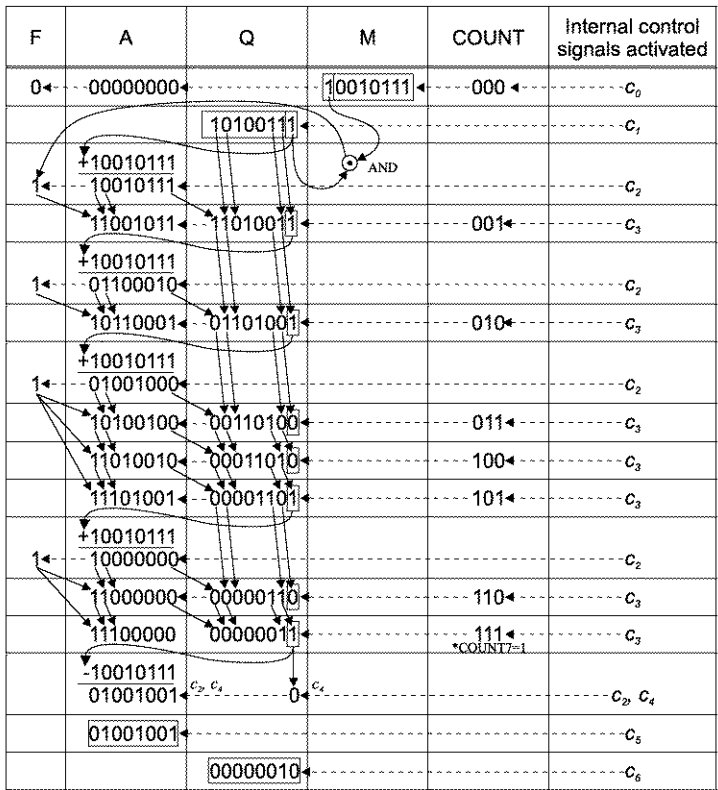 F A Q M COUNT Internal control signals activated
0 00000000 10010111 000 c₀
10100111 c₁
+10010111 AND
1 10010111 c₂
11001011 11010011 001 c₃
+10010111
1 01100010 c₂
10110001 01101001 010 c₃
+10010111
1 01001000 c₂
10100100 00110100 011 c₃
11010010 00011010 100 c₃
11101001 00001101 101 c₃
+10010111
1 10000000 c₂
11000000 00000110 110 c₃
11100000 00000011 111 c₃
*COUNT7=1
-10010111
01001001 c₂, c₄ 0 c₄ c₂, c₄
01001001 c₅
00000010 c₆